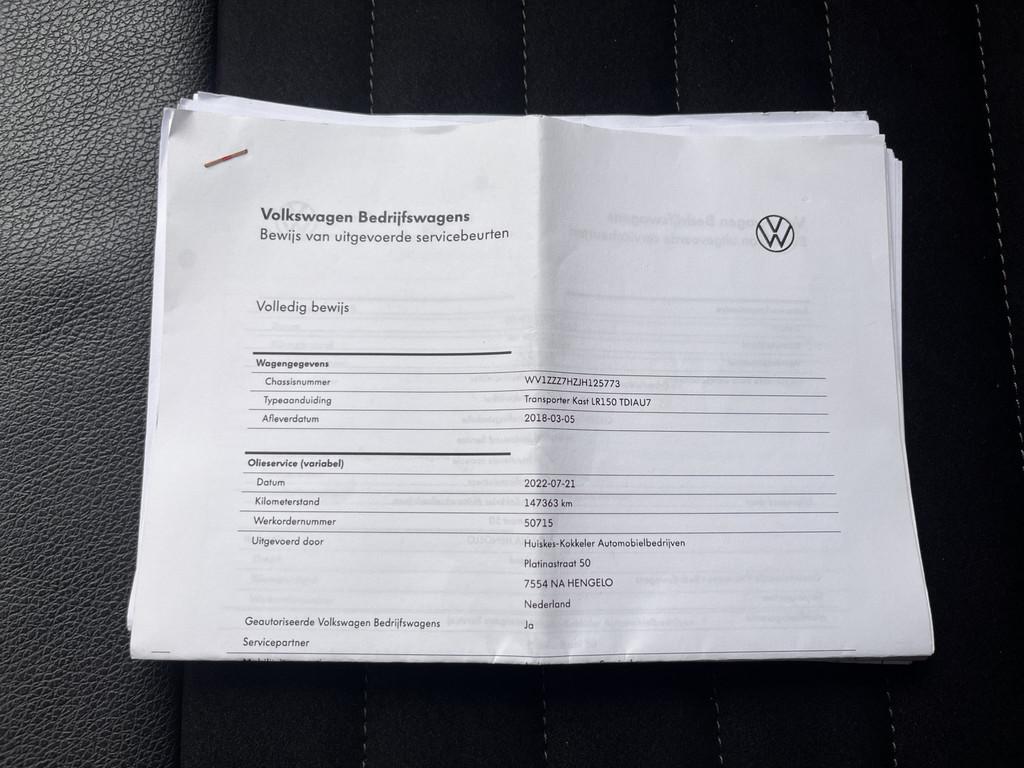 Volkswagen Bedrijfswagens
Bewijs van uitgevoerde servicebeurten
Volledig bewijs
Wagengegevens
Chassisnummer WV1ZZZ7HZJH125773
Typeaanduiding Transporter Kast LR150 TDIAU7
Afleverdatum 2018-03-05
Olieservice (variabel)
Datum 2022-07-21
Kilometerstand 147363 km
Werkordernummer 50715
Uitgevoerd door Huiskes-Kokkeler Automobielbedrijven
Platinastraat 50
7554 NA HENGELO
Nederland
Geautoriseerde Volkswagen Bedrijfswagens Ja
Servicepartner